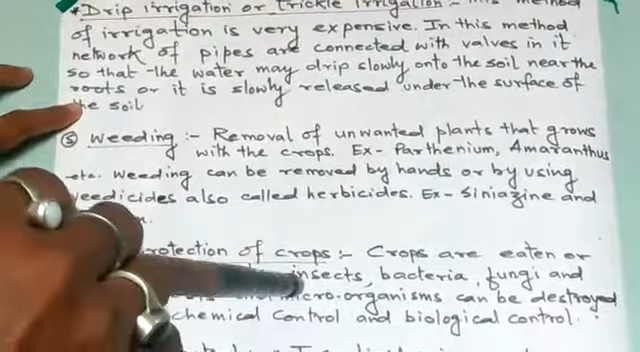 * Drip irrigation or trickle irrigation - This method
of irrigation is very expensive. In this method
network of pipes are connected with valves in it
so that the water may drip slowly onto the soil near the
roots or it is slowly released under the surface of
the soil
⑤ Weeding :- Removal of unwanted plants that grows
with the crops. Ex- Parthenium, Amaranthus
etc. Weeding can be removed by hands or by using
weedicides also called herbicides. Ex- Siniazine and
rotection of crops :- Crops are eaten or
insects, bacteria, fungi and
micro-organisms can be destroyed
chemical control and biological control.